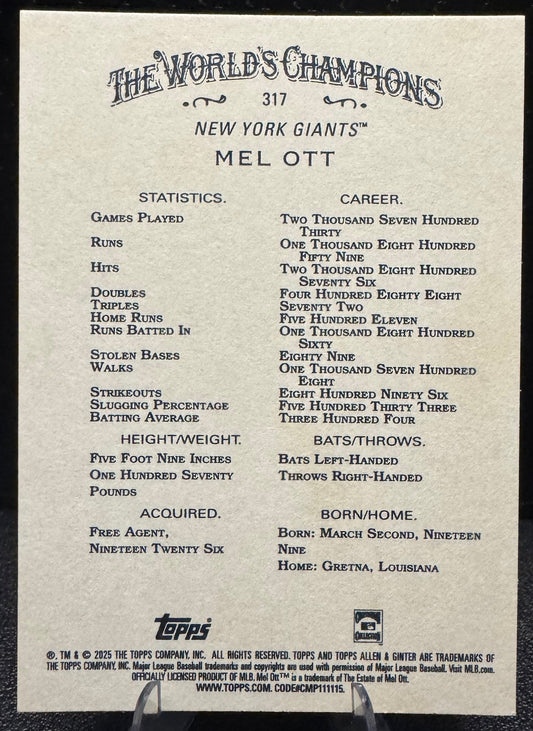 THE WORLD'S CHAMPIONS
317
NEW YORK GIANTS™
MEL OTT
STATISTICS. CAREER.
GAMES PLAYED TWO THOUSAND SEVEN HUNDRED
THIRTY
RUNS ONE THOUSAND EIGHT HUNDRED
FIFTY NINE
HITS TWO THOUSAND EIGHT HUNDRED
SEVENTY SIX
DOUBLES FOUR HUNDRED EIGHTY EIGHT
TRIPLES SEVENTY TWO
HOME RUNS FIVE HUNDRED ELEVEN
RUNS BATTED IN ONE THOUSAND EIGHT HUNDRED
SIXTY
STOLEN BASES EIGHTY NINE
WALKS ONE THOUSAND SEVEN HUNDRED
EIGHT
STRIKEOUTS EIGHT HUNDRED NINETY SIX
SLUGGING PERCENTAGE FIVE HUNDRED THIRTY THREE
BATTING AVERAGE THREE HUNDRED FOUR
HEIGHT/WEIGHT. BATS/THROWS.
FIVE FOOT NINE INCHES BATS LEFT-HANDED
ONE HUNDRED SEVENTY THROWS RIGHT-HANDED
POUNDS
ACQUIRED. BORN/HOME.
FREE AGENT, BORN: MARCH SECOND, NINETEEN
NINETEEN TWENTY SIX NINE
HOME: GRETNA, LOUISIANA
topps
COLLECTION
®, TM & © 2025 THE TOPPS COMPANY, INC. ALL RIGHTS RESERVED. TOPPS AND TOPPS ALLEN & GINTER ARE TRADEMARKS OF
THE TOPPS COMPANY, INC. Major League Baseball trademarks and copyrights are used with permission of Major League Baseball. Visit MLB.com.
OFFICIALLY LICENSED PRODUCT OF MLB. Mel Ott™ is a trademark of The Estate of Mel Ott.
WWW.TOPPS.COM. CODE#CMP111115.